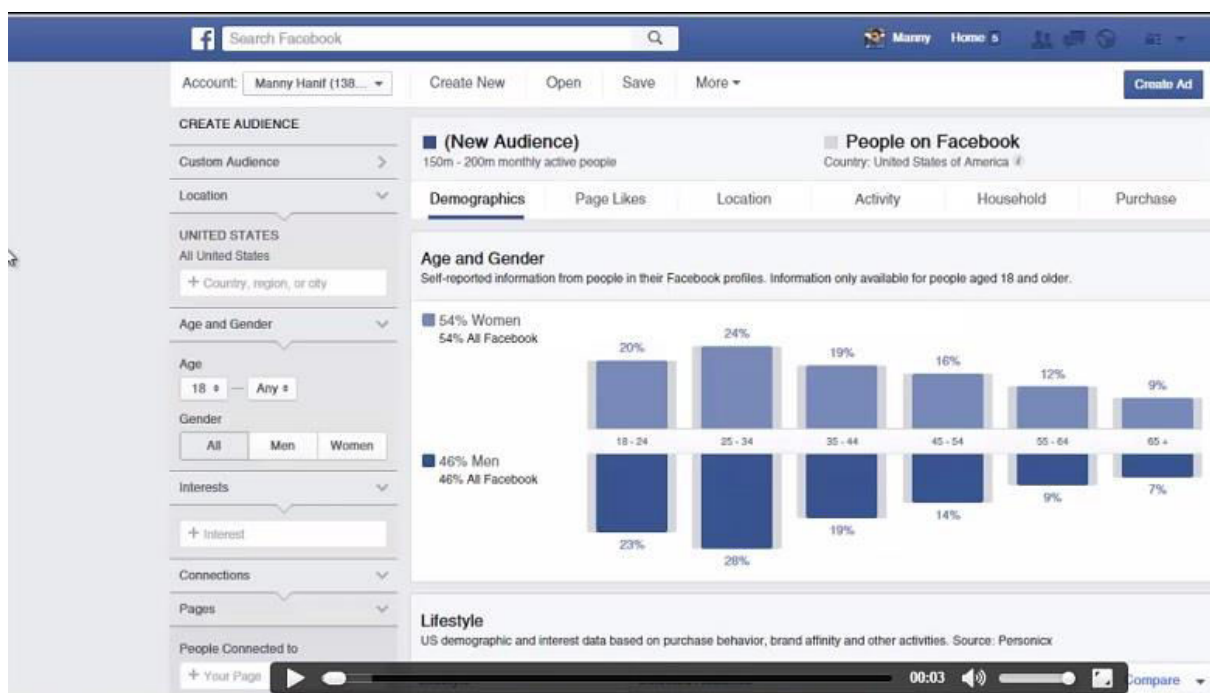 f Search Facebook Manny Home 5
Account: Manny Hanif (138... Create New Open Save More Create Ad
CREATE AUDIENCE
Custom Audience
Location
UNITED STATES
All United States
+ Country, region, or city
Age and Gender
Age
18 — Any
Gender
All Men Women
Interests
+ Interest
Connections
Pages
People Connected to
+ Your Page
(New Audience)
150m - 200m monthly active people
People on Facebook
Country: United States of America
Demographics Page Likes Location Activity Household Purchase
Age and Gender
Self-reported information from people in their Facebook profiles. Information only available for people aged 18 and older.
54% Women
54% All Facebook
20% 24% 19% 16% 12% 9%
18 - 24 25 - 34 35 - 44 45 - 54 55 - 64 65 +
46% Men
46% All Facebook
23% 28% 19% 14% 9% 7%
Lifestyle
US demographic and interest data based on purchase behavior, brand affinity and other activities. Source: Personicx
00:03
Compare